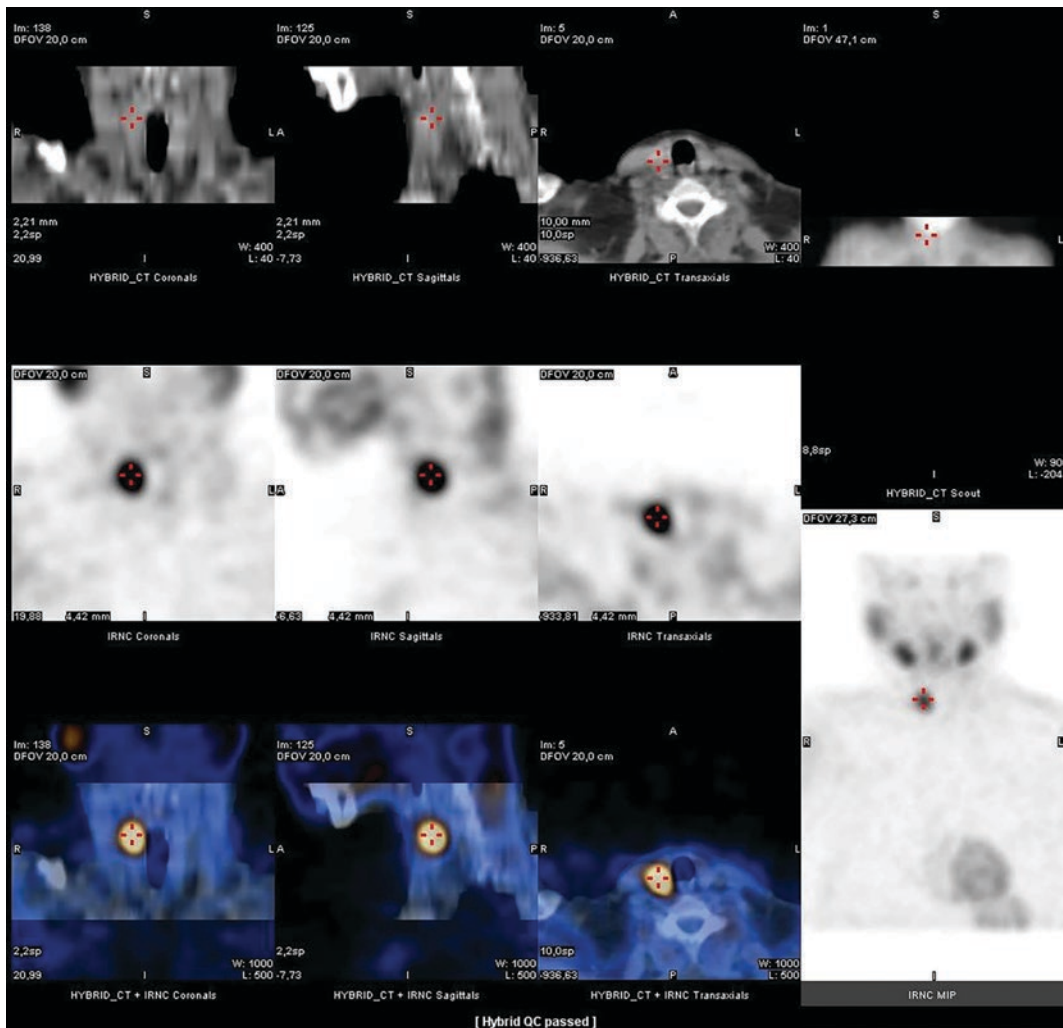 S
Im: 138
DFOV 20,0 cm
R
L
2,21 mm
2,2sp
20,99
I
W: 400
L: 40
HYBRID_CT Coronals
S
Im: 125
DFOV 20,0 cm
A
P
2,21 mm
2,2sp
-7,73
I
W: 400
L: 40
HYBRID_CT Sagittals
A
Im: 5
DFOV 20,0 cm
R
L
10,00 mm
10,0sp
-936,63
P
W: 400
L: 40
HYBRID_CT Transaxials
S
Im: 1
DFOV 47,1 cm
R
L
8,8sp
I
W: 90
L: -204
HYBRID_CT Scout
DFOV 20,0 cm
S
R
L
19,88
4,42 mm
I
IRNC Coronals
DFOV 20,0 cm
S
A
P
-6,63
4,42 mm
I
IRNC Sagittals
DFOV 20,0 cm
A
R
L
-933,81
4,42 mm
P
IRNC Transaxials
DFOV 27,3 cm
S
R
L
I
IRNC MIP
S
Im: 138
DFOV 20,0 cm
R
L
2,2sp
20,99
I
W: 1000
L: 500
HYBRID_CT + IRNC Coronals
S
Im: 125
DFOV 20,0 cm
A
P
2,2sp
-7,73
I
W: 1000
L: 500
HYBRID_CT + IRNC Sagittals
A
Im: 5
DFOV 20,0 cm
R
L
10,0sp
-936,63
P
W: 1000
L: 500
HYBRID_CT + IRNC Transaxials
[ Hybrid QC passed ]